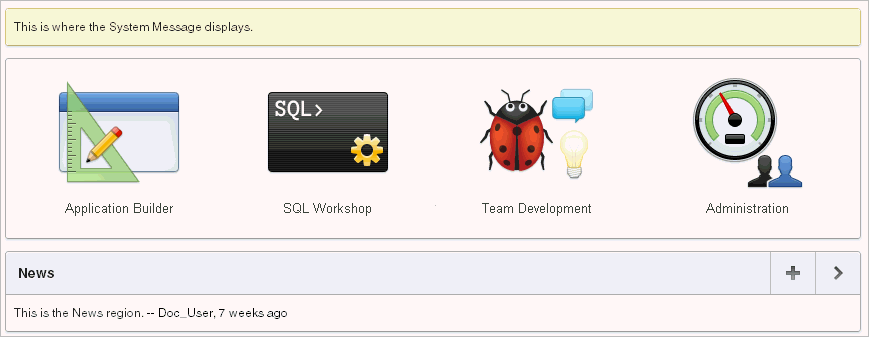 This is where the System Message displays.
SQL>
Application Builder
SQL Workshop
Team Development
Administration
News
This is the News region. -- Doc_User, 7 weeks ago